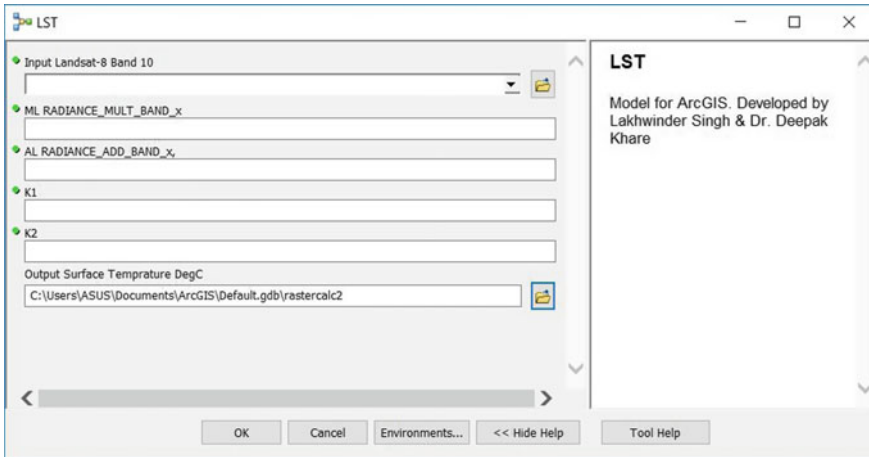 LST
Input Landsat-8 Band 10
ML RADIANCE_MULT_BAND_x
AL RADIANCE_ADD_BAND_x,
K1
K2
Output Surface Temprature DegC
C:\Users\ASUS\Documents\ArcGIS\Default.gdb\rastercalc2
LST
Model for ArcGIS. Developed by
Lakhwinder Singh & Dr. Deepak
Khare
OK
Cancel
Environments...
<< Hide Help
Tool Help